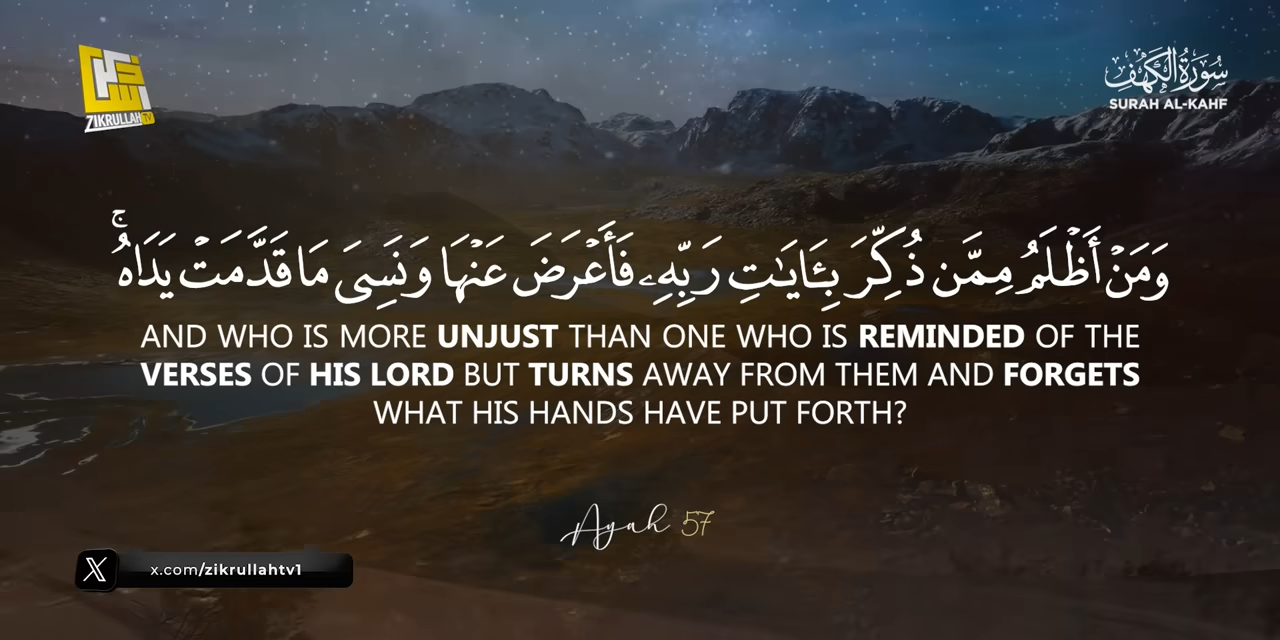 ذكر الله
ZIKRULLAH TV
سُورَةُ الْكَهْفِ
SURAH AL-KAHF
وَمَنْ أَظْلَمُ مِمَّن ذُكِّرَ بِـَٔايَـٰتِ رَبِّهِۦ فَأَعْرَضَ عَنْهَا وَنَسِىَ مَا قَدَّمَتْ يَدَاهُ ۚ
AND WHO IS MORE UNJUST THAN ONE WHO IS REMINDED OF THE
VERSES OF HIS LORD BUT TURNS AWAY FROM THEM AND FORGETS
WHAT HIS HANDS HAVE PUT FORTH?
Ayah 57
X x.com/zikrullahtv1